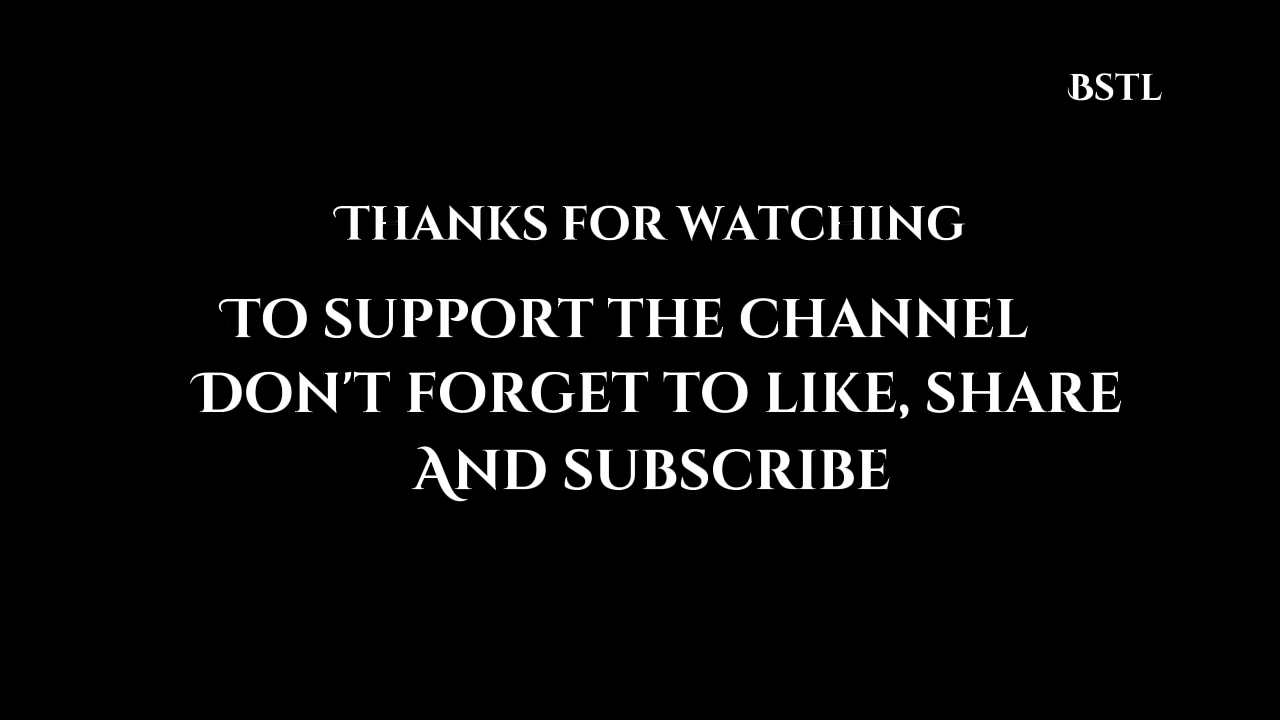 BSTL
Thanks for watching
To support the channel
Don't forget to like, share
And subscribe